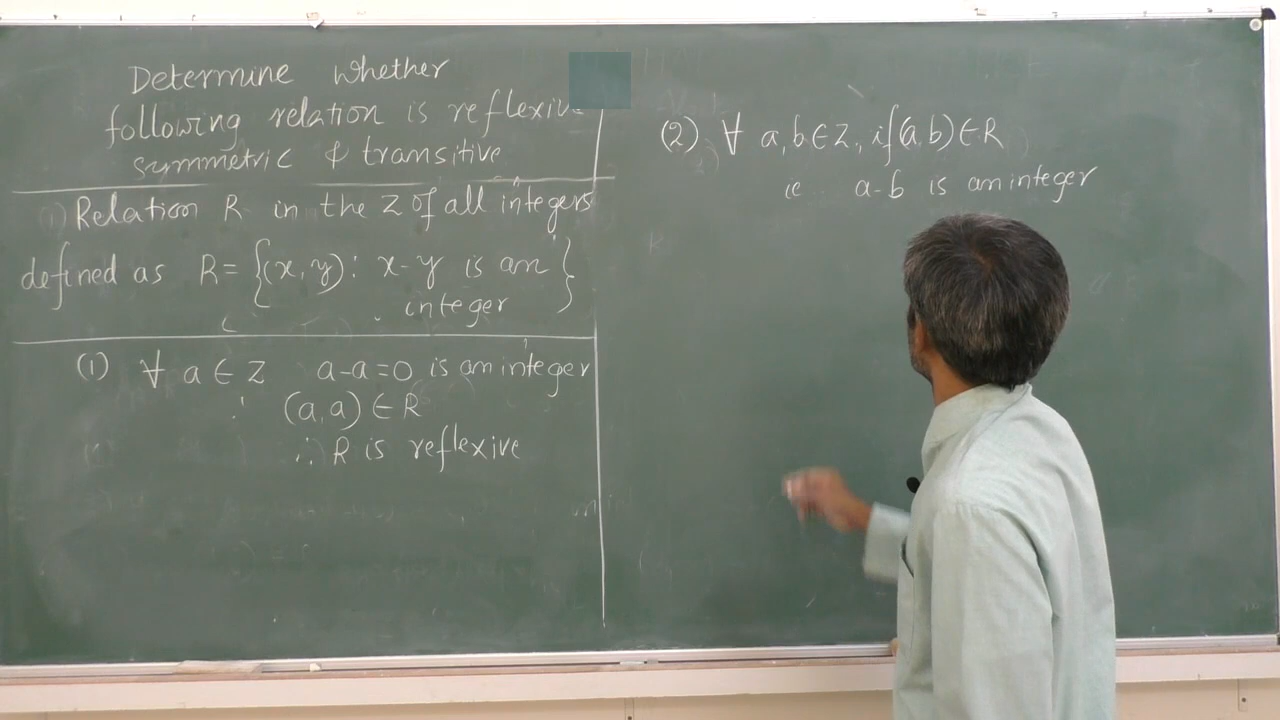 Determine whether
following relation is reflexive
symmetric & transitive
(1) Relation R in the Z of all integers
defined as R= {(x,y): x-y is an
integer}
(1) ∀ a ∈ Z a-a=0 is an integer
∴ (a,a) ∈ R
∴ R is reflexive
(2) ∀ a,b ∈ Z, if (a,b) ∈ R
ie a-b is an integer